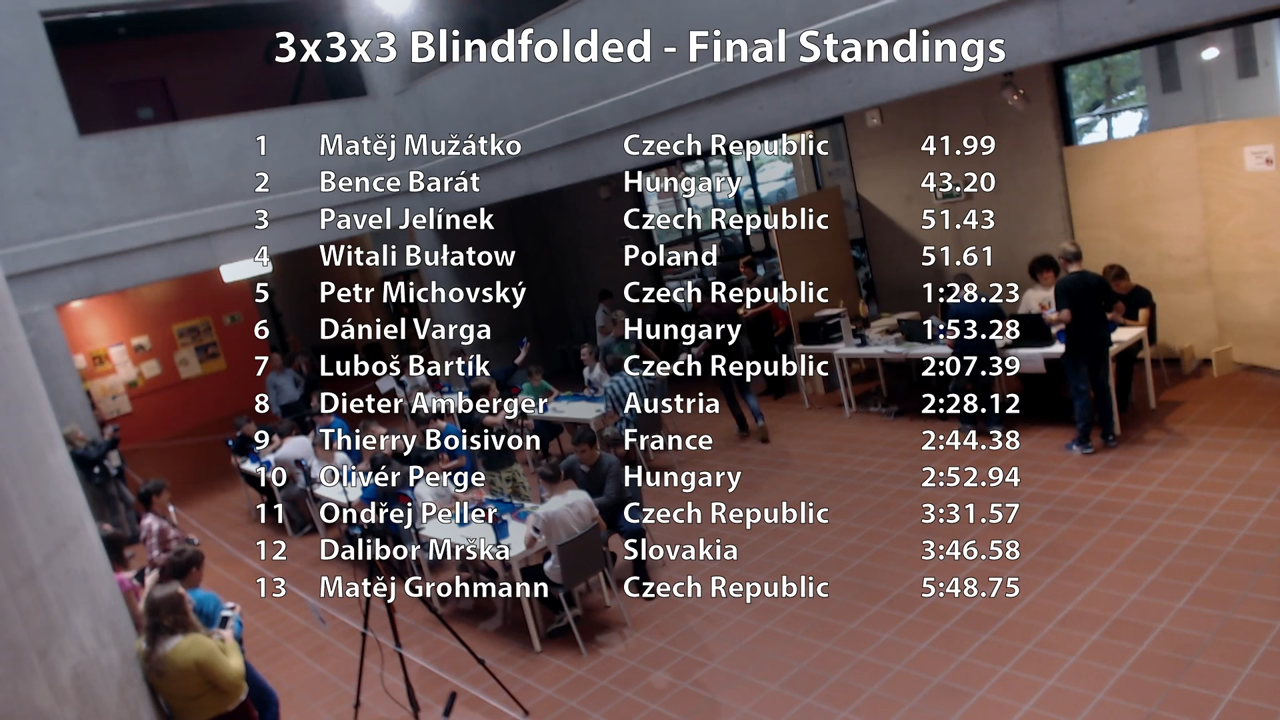 3x3x3 Blindfolded - Final Standings
1 Matěj Mužátko Czech Republic 41.99
2 Bence Barát Hungary 43.20
3 Pavel Jelínek Czech Republic 51.43
4 Witali Bułatow Poland 51.61
5 Petr Michovský Czech Republic 1:28.23
6 Dániel Varga Hungary 1:53.28
7 Luboš Bartík Czech Republic 2:07.39
8 Dieter Amberger Austria 2:28.12
9 Thierry Boisivon France 2:44.38
10 Olivér Perge Hungary 2:52.94
11 Ondřej Peller Czech Republic 3:31.57
12 Dalibor Mrška Slovakia 3:46.58
13 Matěj Grohmann Czech Republic 5:48.75